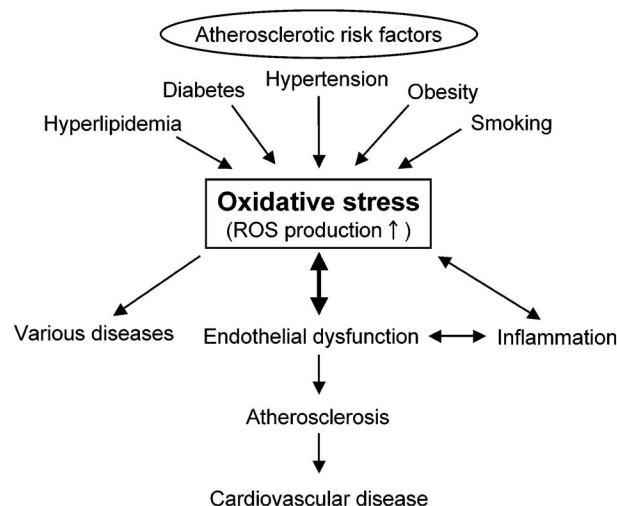 Atherosclerotic risk factors
Hypertension
Diabetes
Obesity
Hyperlipidemia
Smoking
Oxidative stress
(ROS production ↑ )
Various diseases
Endothelial dysfunction
Inflammation
Atherosclerosis
Cardiovascular disease